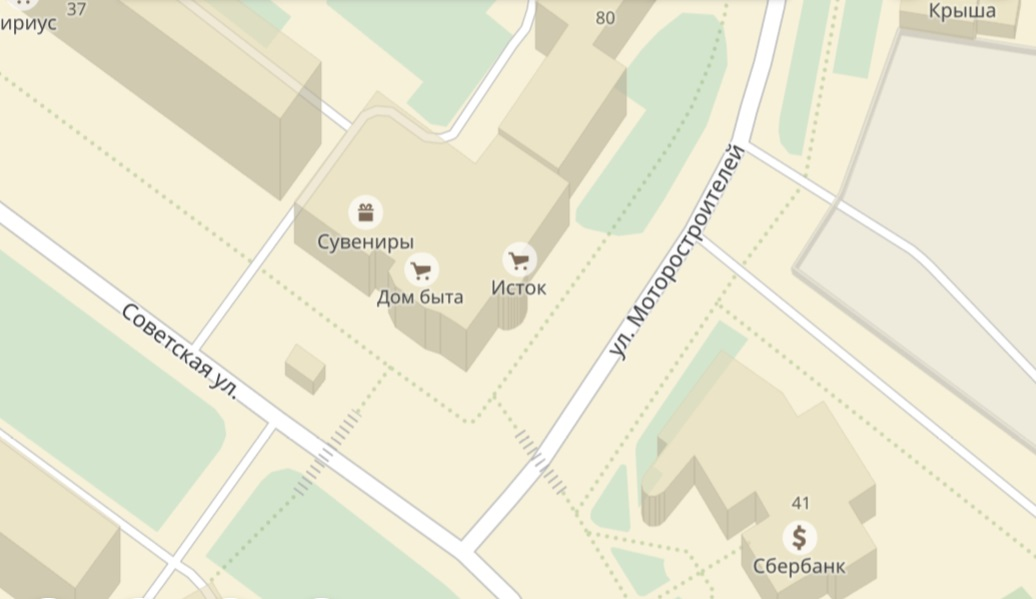 37
ириус
80
Крыша
Сувениры
Дом быта
Исток
ул. Моторостроителей
Советская ул.
41
Сбербанк